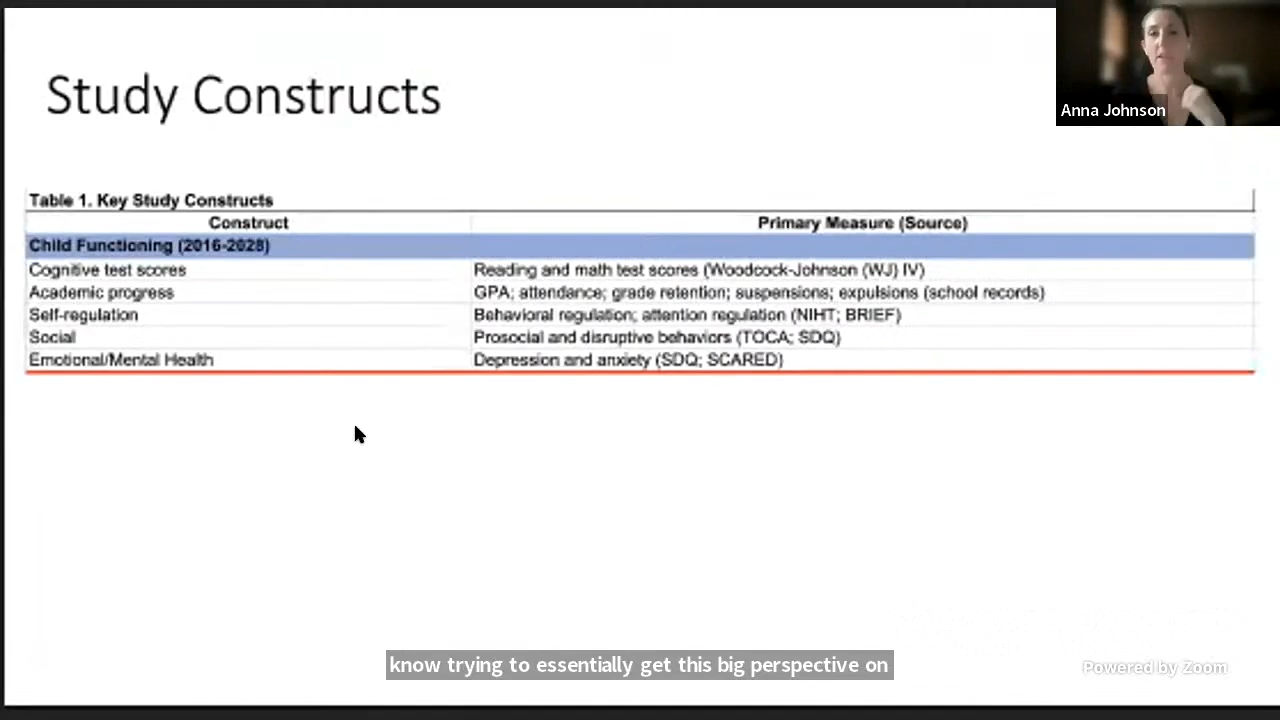 Study Constructs
Anna Johnson
Table 1. Key Study Constructs
Construct Primary Measure (Source)
Child Functioning (2016-2028)
Cognitive test scores Reading and math test scores (Woodcock-Johnson (WJ) IV)
Academic progress GPA; attendance; grade retention; suspensions; expulsions (school records)
Self-regulation Behavioral regulation; attention regulation (NIHT; BRIEF)
Social Prosocial and disruptive behaviors (TOCA; SDQ)
Emotional/Mental Health Depression and anxiety (SDQ; SCARED)
know trying to essentially get this big perspective on
Powered by Zoom